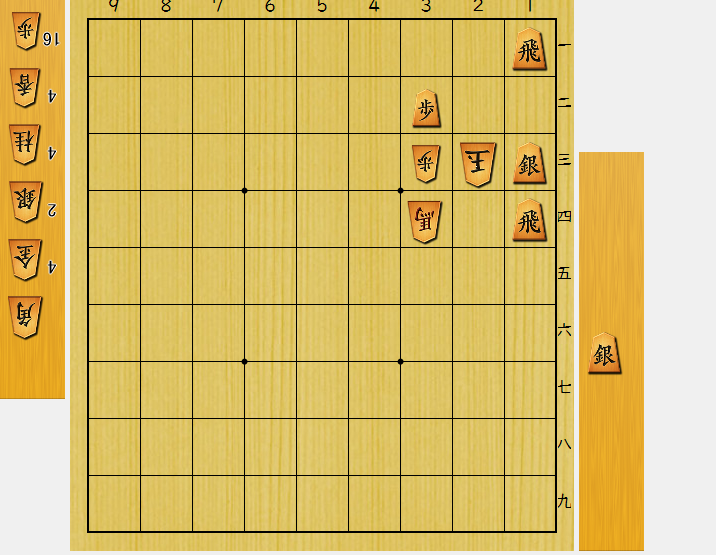 9 8 7 6 5 4 3 2 1
歩 16
香 4
桂 4
銀 2
金 4
角
飛 一
歩 二
歩 玉 銀 三
馬 飛 四
五
六
七
八
九
銀